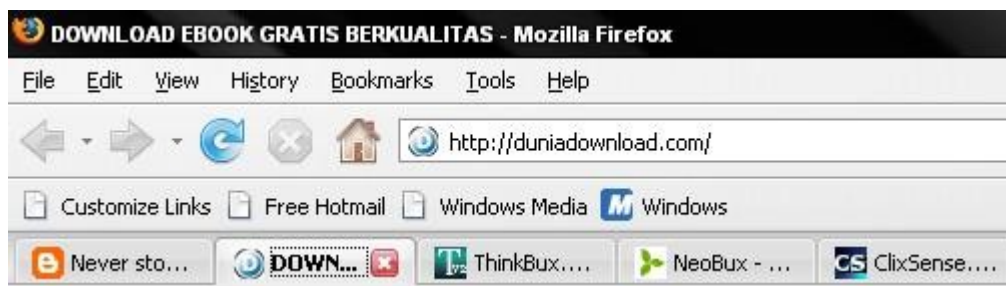 DOWNLOAD EBOOK GRATIS BERKUALITAS - Mozilla Firefox
File Edit View History Bookmarks Tools Help
http://duniadownload.com/
Customize Links Free Hotmail Windows Media Windows
Never sto... DOWN... ThinkBux.... NeoBux - ... CS ClixSense....